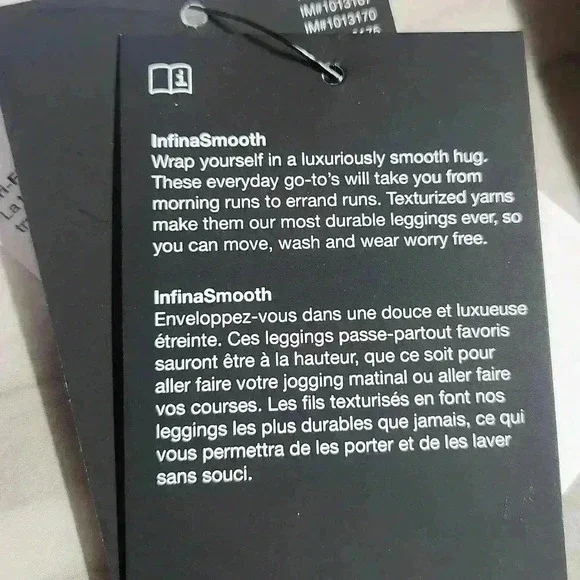 IM#1013167
IM#1013170
InfinaSmooth
Wrap yourself in a luxuriously smooth hug.
These everyday go-to's will take you from
morning runs to errand runs. Texturized yarns
make them our most durable leggings ever, so
you can move, wash and wear worry free.
InfinaSmooth
Enveloppez-vous dans une douce et luxueuse
étreinte. Ces leggings passe-partout favoris
sauront être à la hauteur, que ce soit pour
aller faire votre jogging matinal ou aller faire
vos courses. Les fils texturisés en font nos
leggings les plus durables que jamais, ce qui
vous permettra de les porter et de les laver
sans souci.